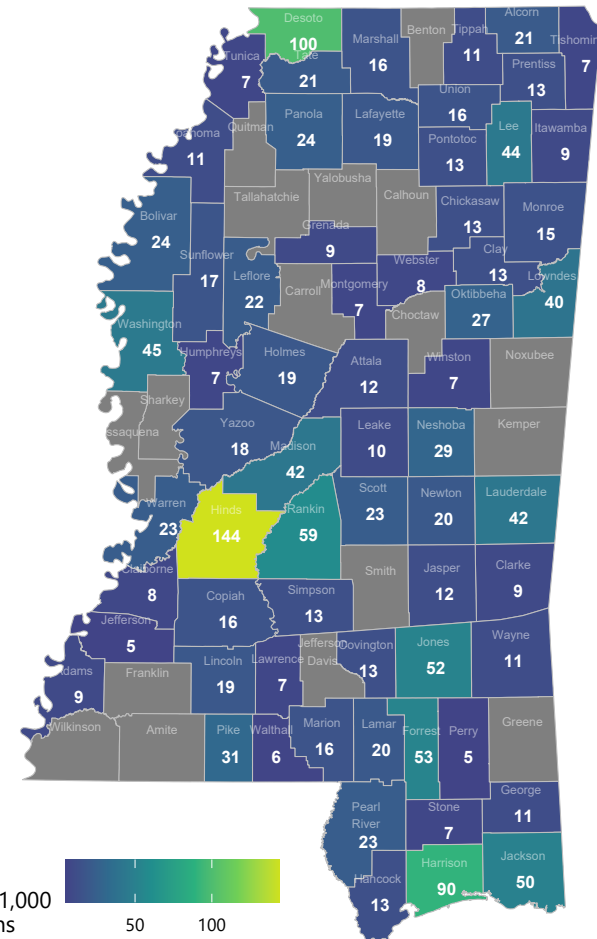 Desoto
100
Marshall
16
Benton
Tippah
11
Alcorn
21
Tishomin
7
Tunica
7
Tate
21
Prentiss
13
Union
16
Panola
24
Lafayette
19
Pontotoc
13
Lee
44
Itawamba
9
Coahoma
11
Quitman
Yalobusha
Tallahatchie
Calhoun
Chickasaw
13
Monroe
15
Bolivar
24
Sunflower
17
Grenada
9
Leflore
22
Carroll
Montgomery
7
Webster
8
Clay
13
Lowndes
40
Choctaw
Oktibbeha
27
Washington
45
Humphreys
7
Holmes
19
Attala
12
Winston
7
Noxubee
Sharkey
ssaquena
Yazoo
18
Madison
42
Leake
10
Neshoba
29
Kemper
Warren
23
Hinds
144
Rankin
59
Scott
23
Newton
20
Lauderdale
42
Claiborne
8
Copiah
16
Simpson
13
Smith
Jasper
12
Clarke
9
Jefferson
5
Adams
9
Franklin
Lincoln
19
Lawrence
7
Jefferson
Davis
Covington
13
Jones
52
Wayne
11
Wilkinson
Amite
Pike
31
Walthall
6
Marion
16
Lamar
20
Forrest
53
Perry
5
Greene
Pearl
River
23
Stone
7
George
11
Hancock
13
Harrison
90
Jackson
50
1,000
ns
50 100